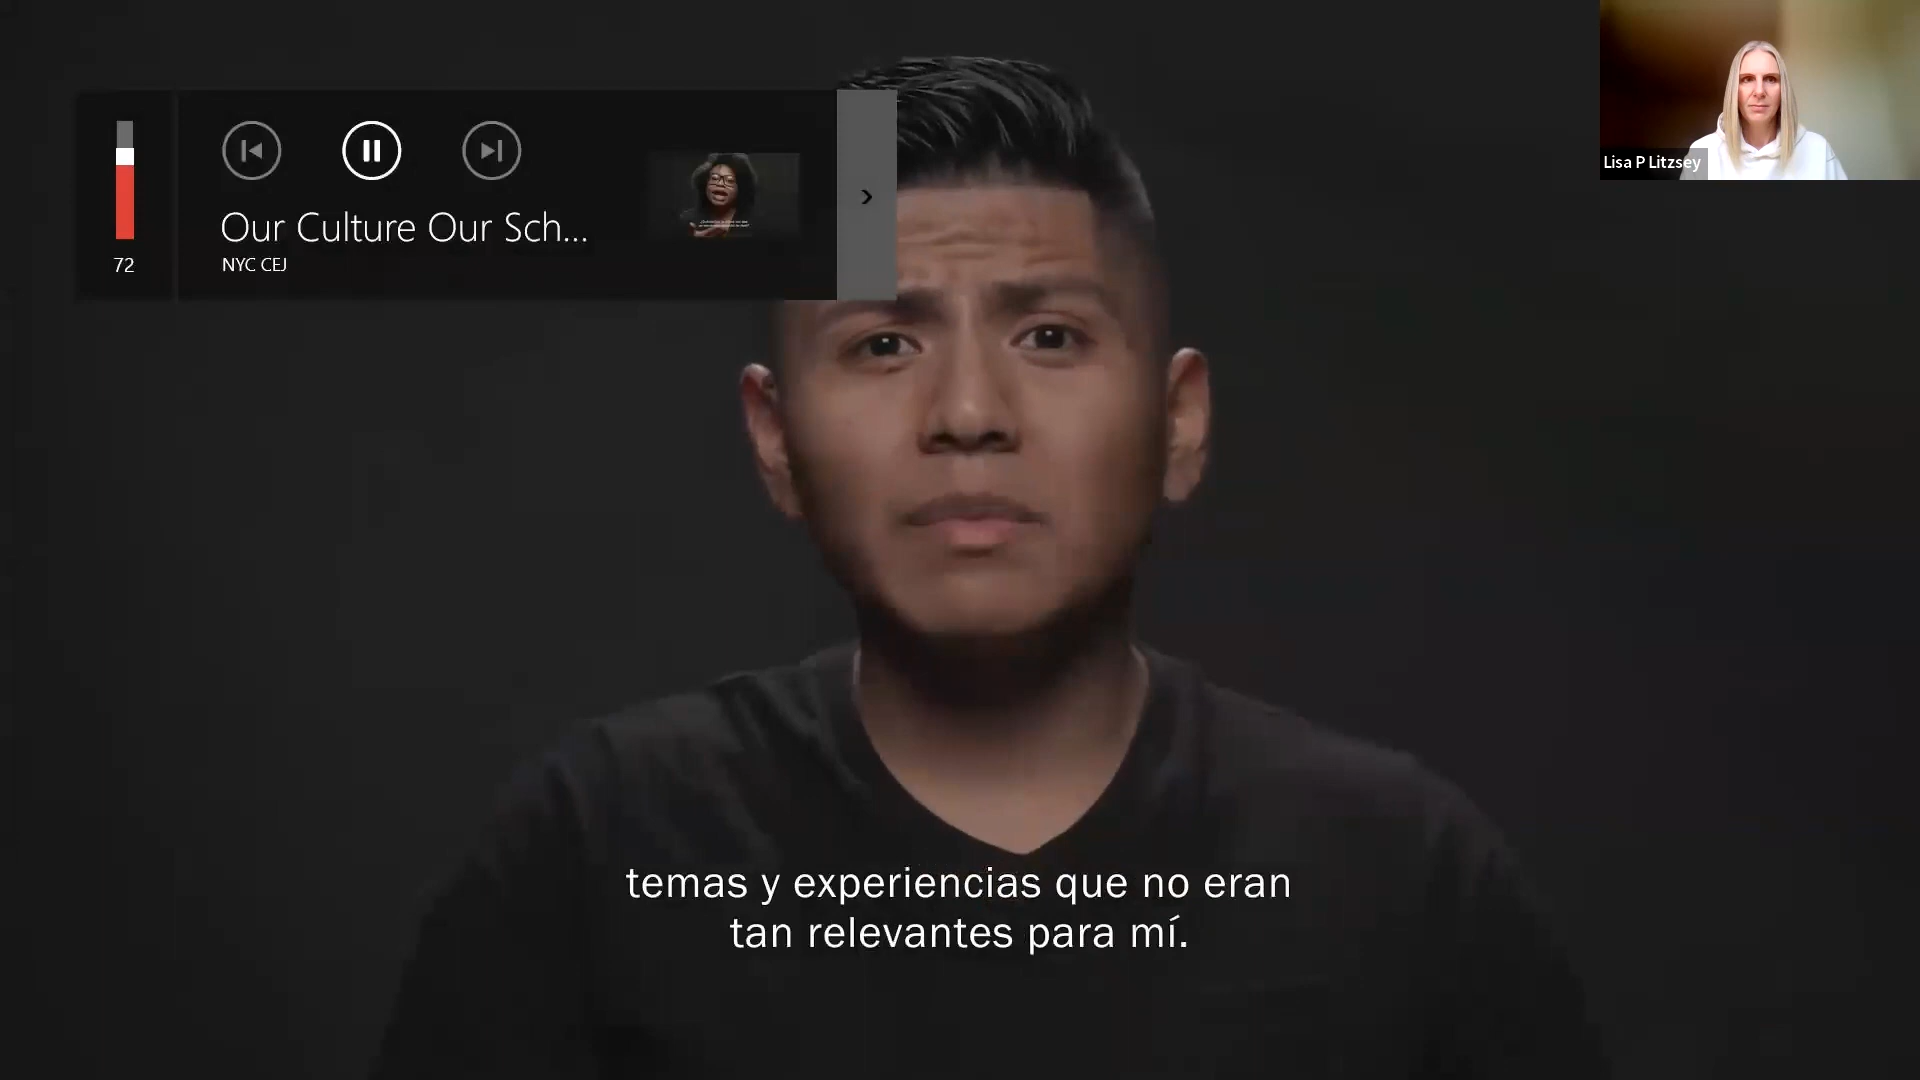 Our Culture Our Sch...
NYC CEJ
72
Lisa P Litzsey
temas y experiencias que no eran
tan relevantes para mí.